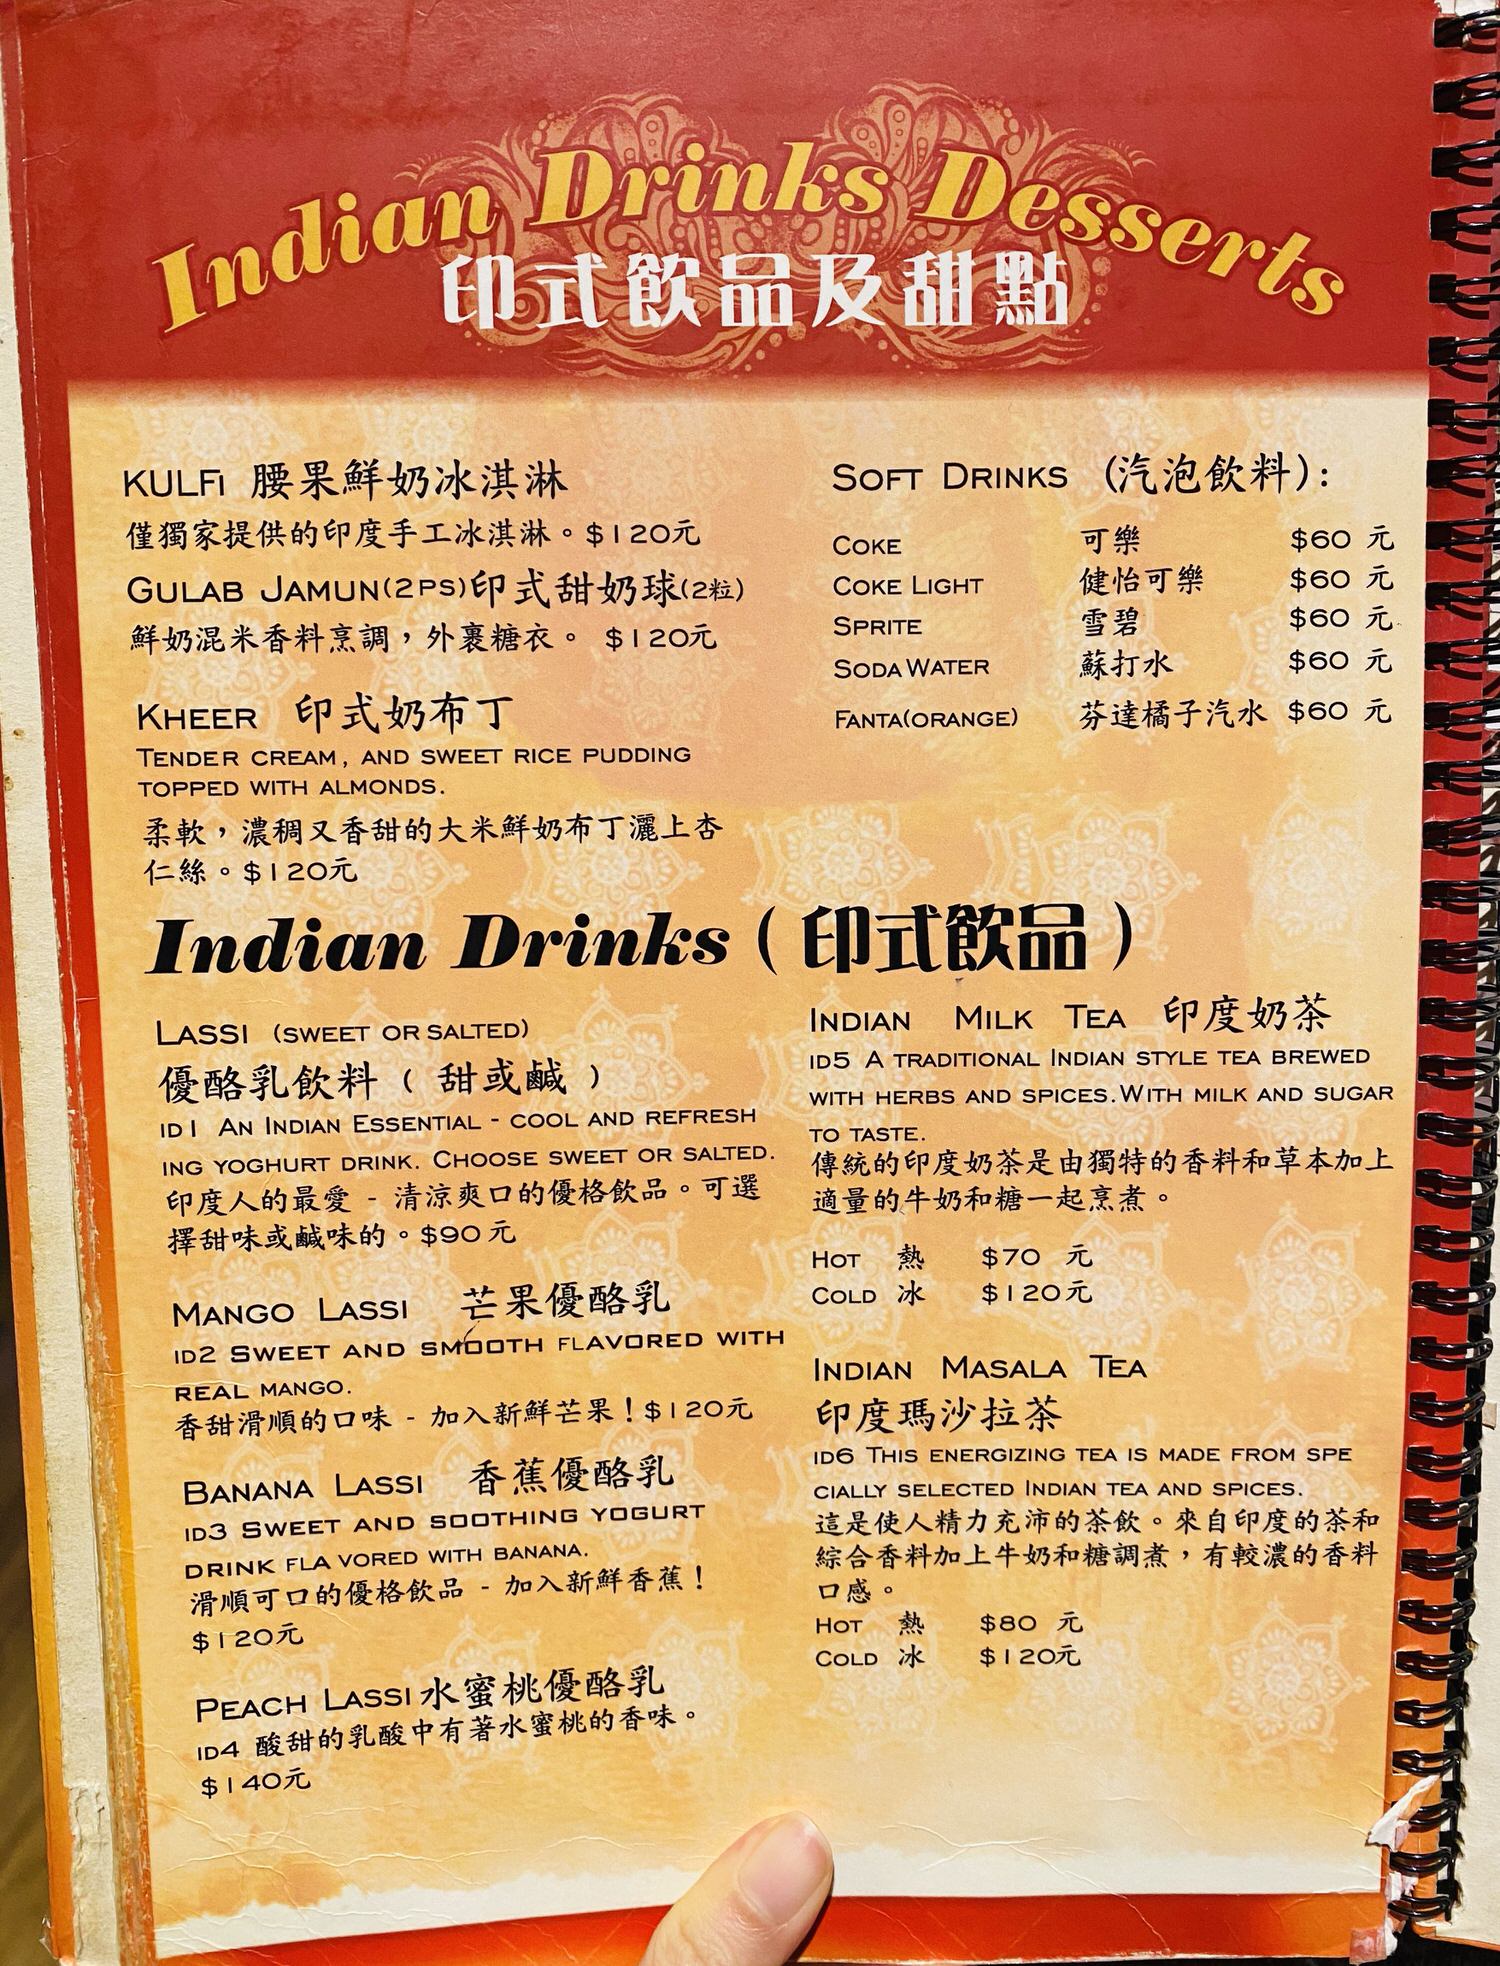 Indian Drinks Desserts
印式飲品及甜點
KULFi 腰果鮮奶冰淇淋
僅獨家提供的印度手工冰淇淋。$120元
GULAB JAMUN(2PS)印式甜奶球(2粒)
鮮奶混米香料烹調，外裹糖衣。 $120元
KHEER 印式奶布丁
TENDER CREAM, AND SWEET RICE PUDDING
TOPPED WITH ALMONDS.
柔軟，濃稠又香甜的大米鮮奶布丁灑上杏
仁絲。$120元
SOFT DRINKS (汽泡飲料):
COKE 可樂 $60 元
COKE LIGHT 健怡可樂 $60 元
SPRITE 雪碧 $60 元
SODA WATER 蘇打水 $60 元
FANTA(ORANGE) 芬達橘子汽水 $60 元
Indian Drinks (印式飲品)
LASSI (SWEET OR SALTED)
優酪乳飲料 ( 甜或鹹 )
ID1 AN INDIAN ESSENTIAL - COOL AND REFRESH
ING YOGHURT DRINK. CHOOSE SWEET OR SALTED.
印度人的最愛 - 清涼爽口的優格飲品。可選
擇甜味或鹹味的。$90元
MANGO LASSI 芒果優酪乳
ID2 SWEET AND SMOOTH FLAVORED WITH
REAL MANGO.
香甜滑順的口味 - 加入新鮮芒果！$120元
BANANA LASSI 香蕉優酪乳
ID3 SWEET AND SOOTHING YOGURT
DRINK FLA VORED WITH BANANA.
滑順可口的優格飲品 - 加入新鮮香蕉！
$120元
PEACH LASSI 水蜜桃優酪乳
ID4 酸甜的乳酸中有著水蜜桃的香味。
$140元
INDIAN MILK TEA 印度奶茶
ID5 A TRADITIONAL INDIAN STYLE TEA BREWED
WITH HERBS AND SPICES.WITH MILK AND SUGAR
TO TASTE.
傳統的印度奶茶是由獨特的香料和草本加上
適量的牛奶和糖一起烹煮。
HOT 熱 $70 元
COLD 冰 $120元
INDIAN MASALA TEA
印度瑪沙拉茶
ID6 THIS ENERGIZING TEA IS MADE FROM SPE
CIALLY SELECTED INDIAN TEA AND SPICES.
這是使人精力充沛的茶飲。來自印度的茶和
綜合香料加上牛奶和糖調煮，有較濃的香料
口感。
HOT 熱 $80 元
COLD 冰 $120元